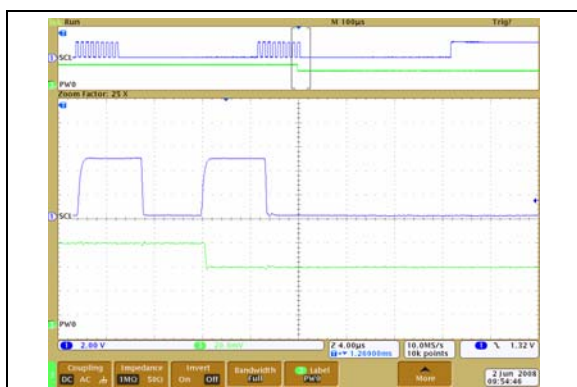 Run M 100µs Trig?
SCL
PW0
Zoom Factor: 25 X
SCL
PW0
1 2.00 V 20.0mV Z 4.00µs 10.0MS/s 10k points 1 1.32 V
Coupling Impedance Invert Bandwidth Full Label PW0 More
DC AC 1MΩ 50Ω On Off
2 Jun 2008
09:54:46